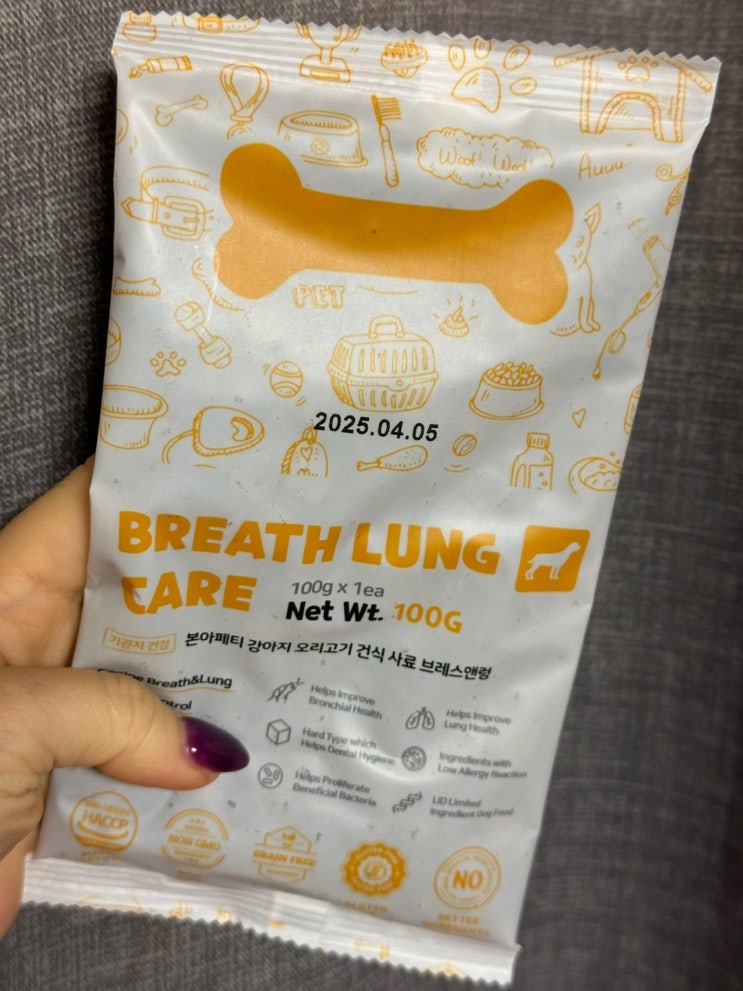 Woof! Woof!
Auuu..
PET
2025.04.05
BREATH LUNG
CARE
100g x 1ea
Net Wt. 100G
기관지 건강
본아페티 강아지 오리고기 건식 사료 브레스앤렁
Canine Breath&Lung
Helps Improve
Bronchial Health
Helps Improve
Lung Health
Hard Type which
Helps Dental Hygiene
Ingredients with
Low Allergy Reaction
Helps Proliferate
Beneficial Bacteria
LID Limited
Ingredient Dog Food
HACCP
NON GMO
GRAIN FREE
NO